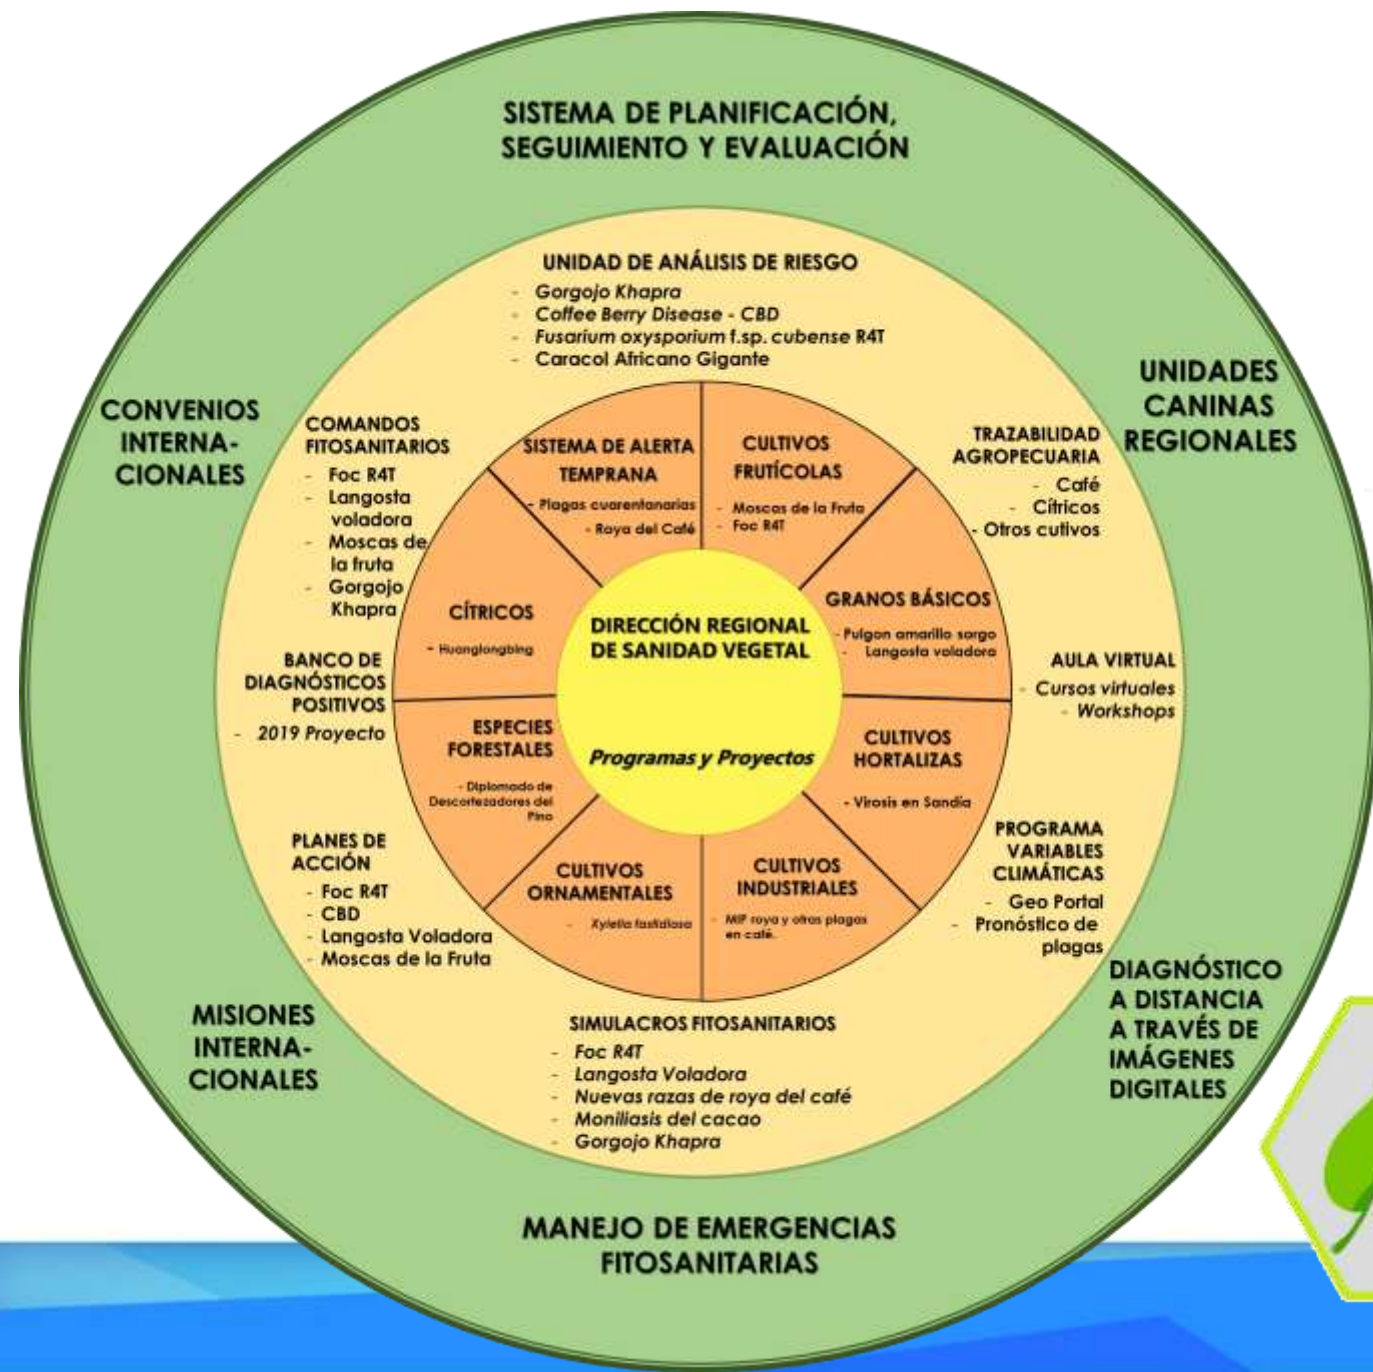 SISTEMA DE PLANIFICACIÓN,
SEGUIMIENTO Y EVALUACIÓN
UNIDADES
CANINAS
REGIONALES
DIAGNÓSTICO
A DISTANCIA
A TRAVÉS DE
IMÁGENES
DIGITALES
MANEJO DE EMERGENCIAS
FITOSANITARIAS
MISIONES
INTERNA-
CIONALES
CONVENIOS
INTERNA-
CIONALES
UNIDAD DE ANÁLISIS DE RIESGO
- Gorgojo Khapra
- Coffee Berry Disease - CBD
- Fusarium oxysporium f.sp. cubense R4T
- Caracol Africano Gigante
TRAZABILIDAD
AGROPECUARIA
- Café
- Cítricos
- Otros cutivos
AULA VIRTUAL
- Cursos virtuales
- Workshops
PROGRAMA
VARIABLES
CLIMÁTICAS
- Geo Portal
- Pronóstico de
plagas
SIMULACROS FITOSANITARIOS
- Foc R4T
- Langosta Voladora
- Nuevas razas de roya del café
- Moniliasis del cacao
- Gorgojo Khapra
PLANES DE
ACCIÓN
- Foc R4T
- CBD
- Langosta Voladora
- Moscas de la Fruta
BANCO DE
DIAGNÓSTICOS
POSITIVOS
- 2019 Proyecto
COMANDOS
FITOSANITARIOS
- Foc R4T
- Langosta
voladora
- Moscas de
la fruta
- Gorgojo
Khapra
SISTEMA DE ALERTA
TEMPRANA
- Plagas cuarentanarias
- Roya del Café
CULTIVOS
FRUTÍCOLAS
- Moscas de la Fruta
- Foc R4T
GRANOS BÁSICOS
- Pulgon amarillo sorgo
- Langosta voladora
CULTIVOS
HORTALIZAS
- Virosis en Sandía
CULTIVOS
INDUSTRIALES
- MIP roya y otras plagas
en café.
CULTIVOS
ORNAMENTALES
- Xylella fastidiosa
ESPECIES
FORESTALES
- Diplomado de
Descortezadores del
Pino
CÍTRICOS
- Huanglongbing
DIRECCIÓN REGIONAL
DE SANIDAD VEGETAL
Programas y Proyectos